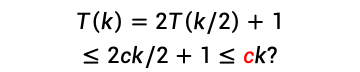 T(k) = 2T(k/2) + 1
≤ 2ck/2 + 1 ≤ ck?